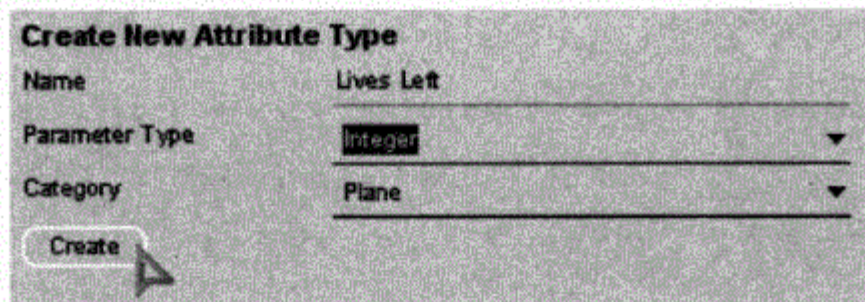 Create New Attribute Type
Name Lives Left
Parameter Type Integer
Category Plane
Create